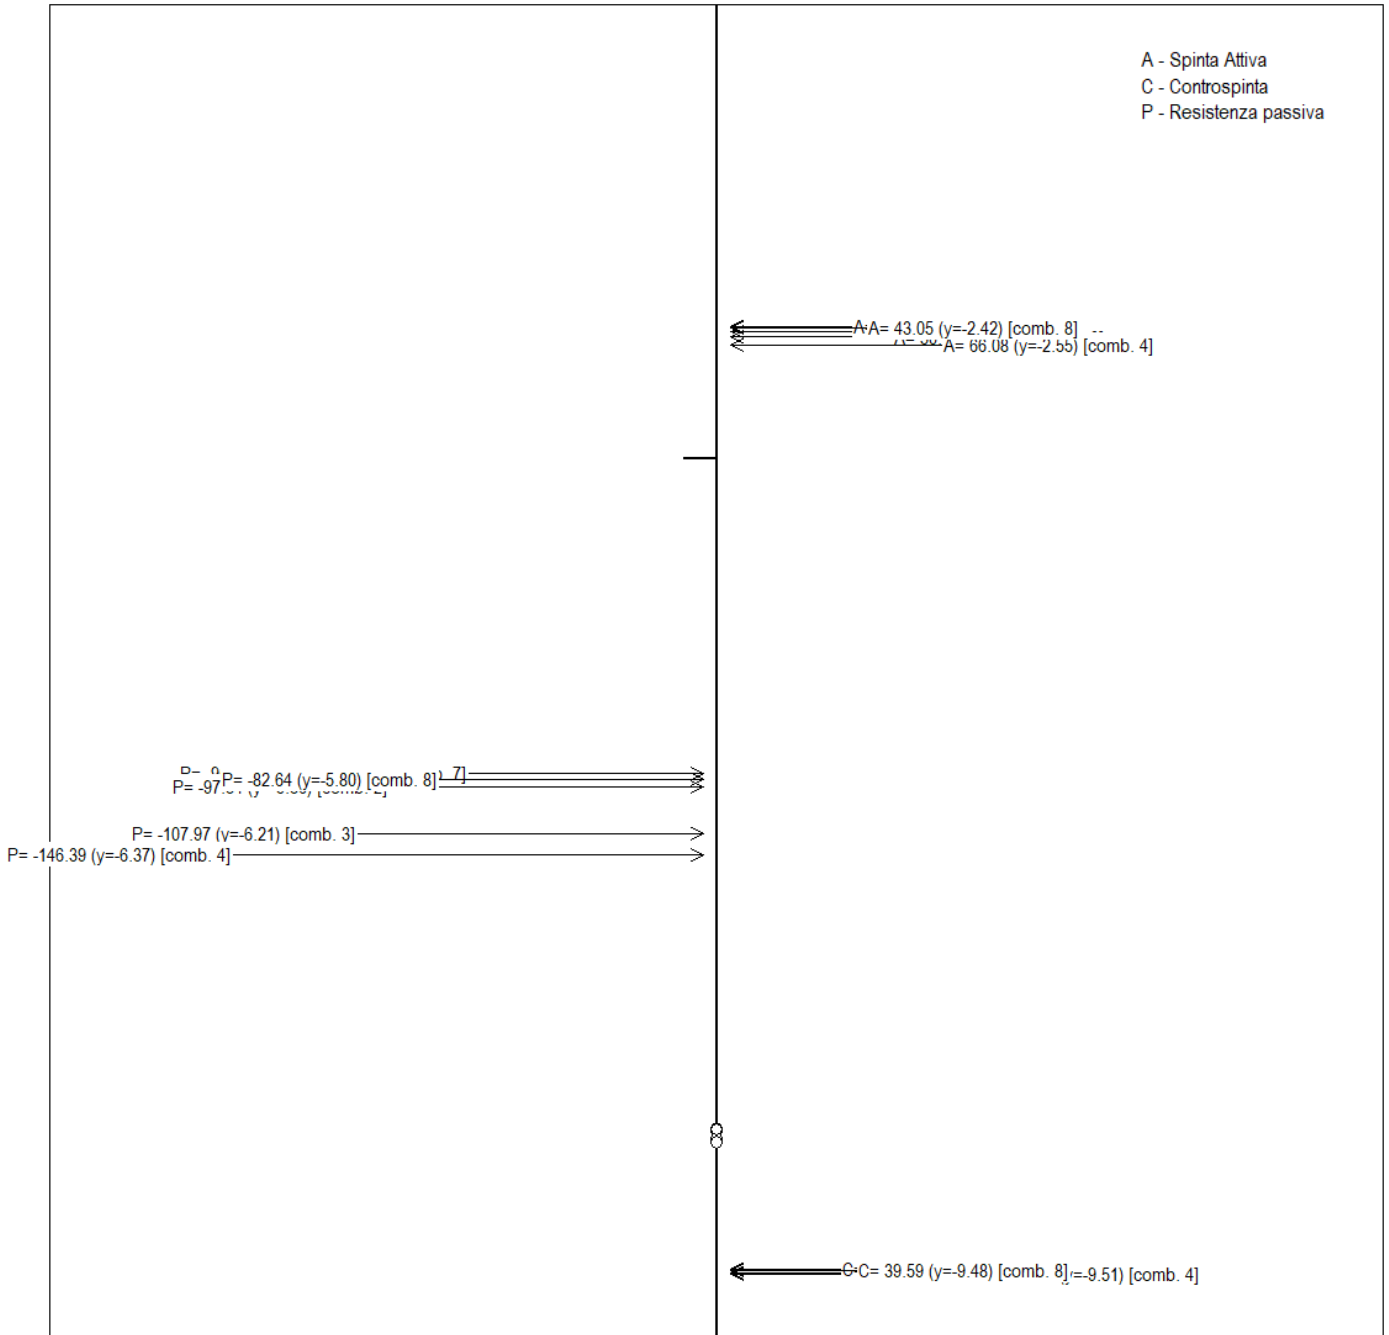 A - Spinta Attiva
C - Controspinta
P - Resistenza passiva
A= 43.05 (y=-2.42) [comb. 8]
A= 66.08 (y=-2.55) [comb. 4]
7]
P= -82.64 (y=-5.80) [comb. 8]
P= -97
P= -107.97 (y=-6.21) [comb. 3]
P= -146.39 (y=-6.37) [comb. 4]
C= 39.59 (y=-9.48) [comb. 8]
=-9.51) [comb. 4]